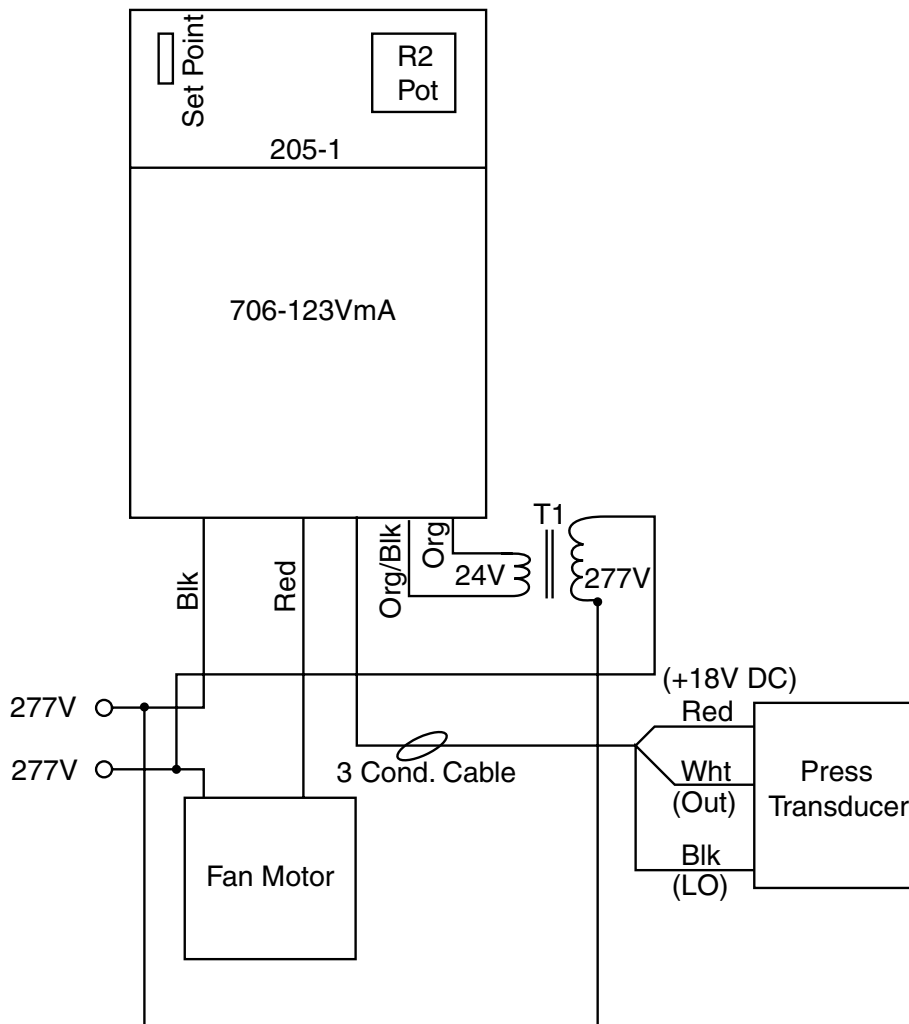 Set Point
R2
Pot
205-1
706-123VmA
Blk
Red
Org/Blk
Org
24V
T1
277V
277V
277V
3 Cond. Cable
(+18V DC)
Red
Wht
(Out)
Blk
(LO)
Press
Transducer
Fan Motor